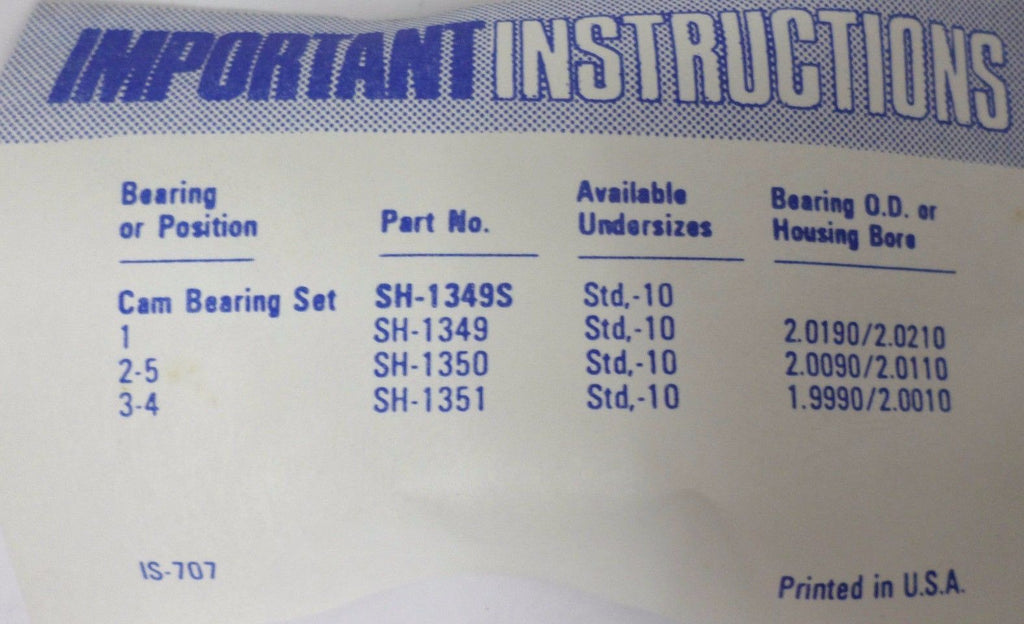 IMPORTANT INSTRUCTIONS
Bearing or Position Part No. Available Undersizes Bearing O.D. or Housing Bore
Cam Bearing Set SH-1349S Std,-10
1 SH-1349 Std,-10 2.0190/2.0210
2-5 SH-1350 Std,-10 2.0090/2.0110
3-4 SH-1351 Std,-10 1.9990/2.0010
IS-707
Printed in U.S.A.